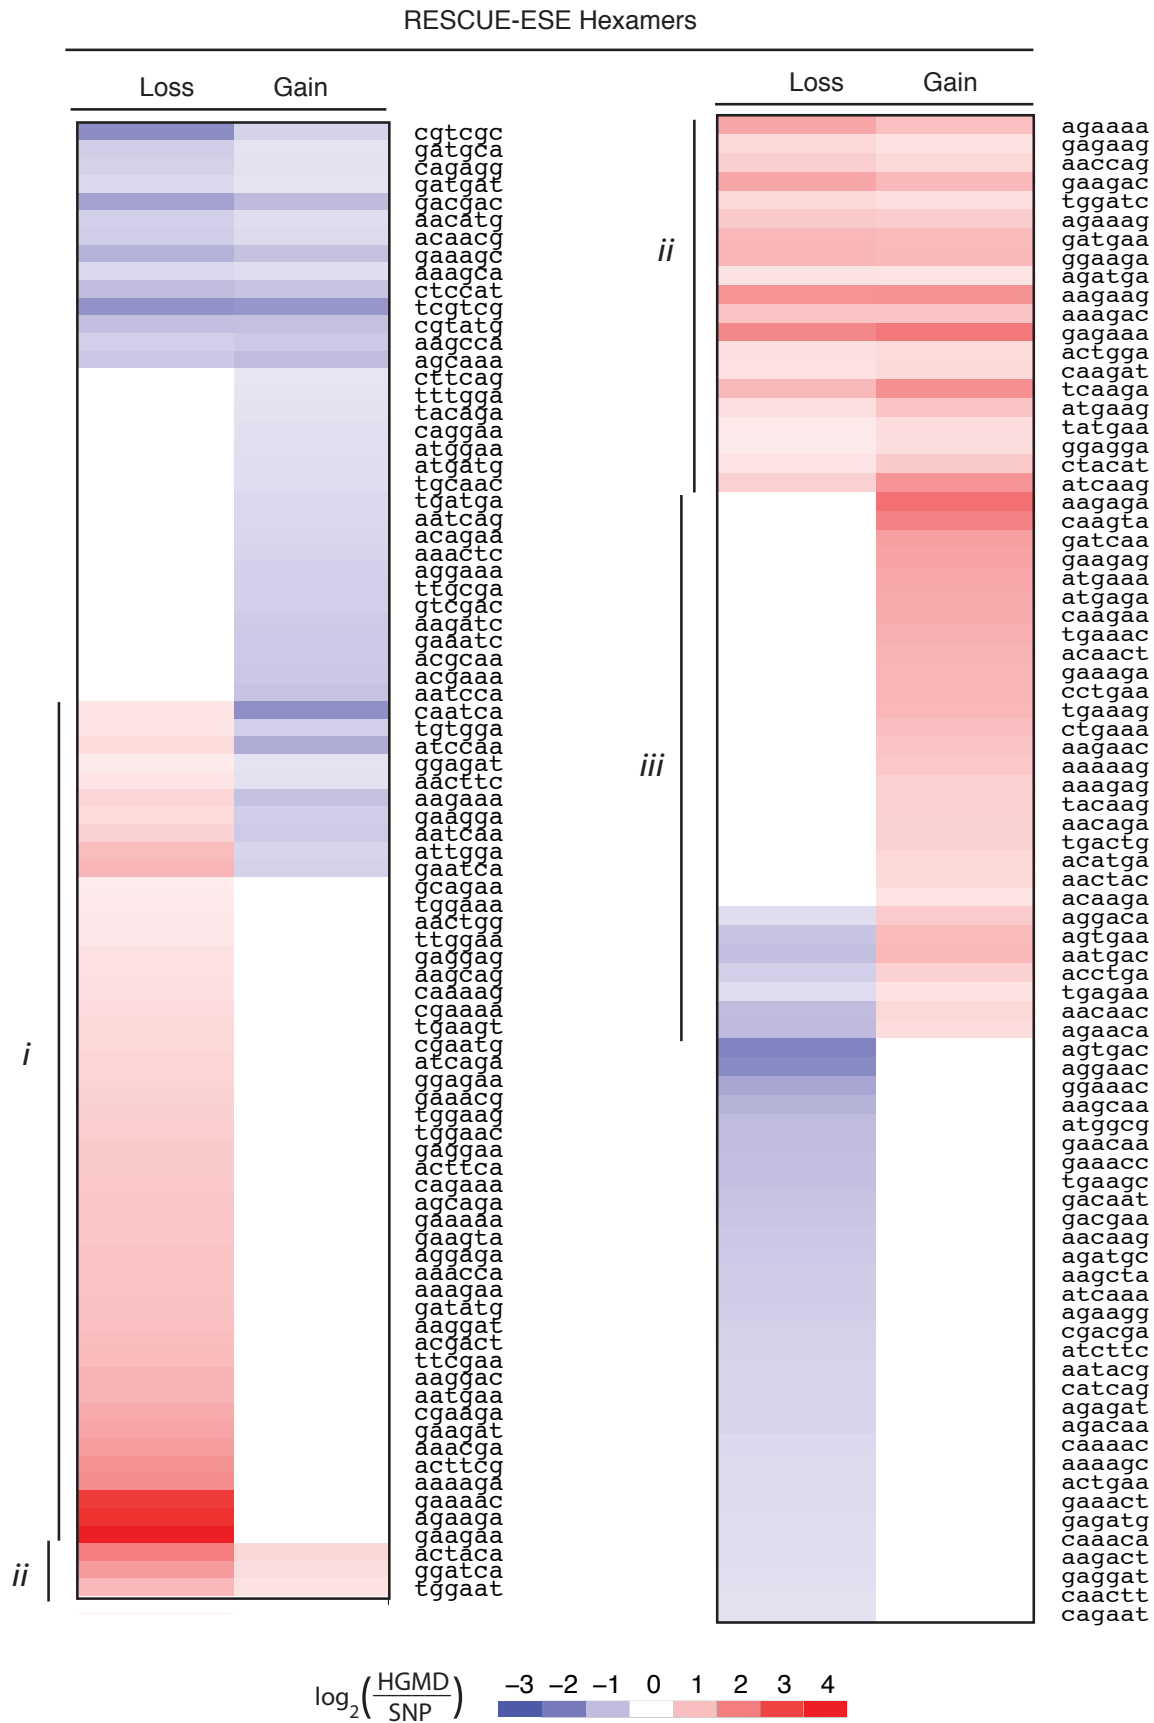 RESCUE-ESE Hexamers
Loss Gain
cgtcgc
gatgca
cagagg
gatgat
gacgac
aacatg
acaacg
gaaagc
aaagca
ctccat
tcgtcg
cgtatg
aagcca
agcaaa
cttcag
tttgga
tacaga
caggaa
atggaa
atgatg
tgcaac
tgatga
aatcag
acagaa
aaactc
aggaaa
ttgcga
gtcgac
aagatc
gaaatc
acgcaa
acgaaa
aatcca
caatca
tgtgga
atccaa
ggagat
aacttc
aagaaa
gaagga
aatcaa
attgga
gaatca
gcagaa
tggaaa
aactgg
ttggaa
gaggag
aagcag
caaaag
cgaaaa
tgaagt
cgaatg
atcaga
ggagaa
gaaacg
tggaag
tggaac
gaggaa
acttca
cagaaa
agcaga
gaaaaa
gaagta
aggaga
aaacca
aaagaa
gatatg
aaggat
acgact
ttcgaa
aaggac
aatgaa
cgaaga
gaagat
aaacga
acttcg
aaaaga
gaaaac
agaaga
gaagaa
actaca
ggatca
tggaat
i
ii
Loss Gain
agaaaa
gagaag
aaccag
gaagac
tggatc
agaaag
gatgaa
ggaaga
agatga
aagaag
aaagac
gagaaa
actgga
caagat
tcaaga
atgaag
tatgaa
ggagga
ctacat
atcaag
aagaga
caagta
gatcaa
gaagag
atgaaa
atgaga
caagaa
tgaaac
acaact
gaaaga
cctgaa
tgaaag
ctgaaa
aagaac
aaaaag
aaagag
tacaag
aacaga
tgactg
acatga
aactac
acaaga
aggaca
agtgaa
aatgac
acctga
tgagaa
aacaac
agaaca
agtgac
aggaac
ggaaac
aagcaa
atggcg
gaacaa
gaaacc
tgaagc
gacaat
gacgaa
aacaag
agatgc
aagcta
atcaaa
agaagg
cgacga
atcttc
aatacg
catcag
agagat
agacaa
caaaac
aaaagc
actgaa
gaaact
gagatg
caaaca
aagact
gaggat
caactt
cagaat
ii
iii
log2(HGMD/SNP) −3 −2 −1 0 1 2 3 4